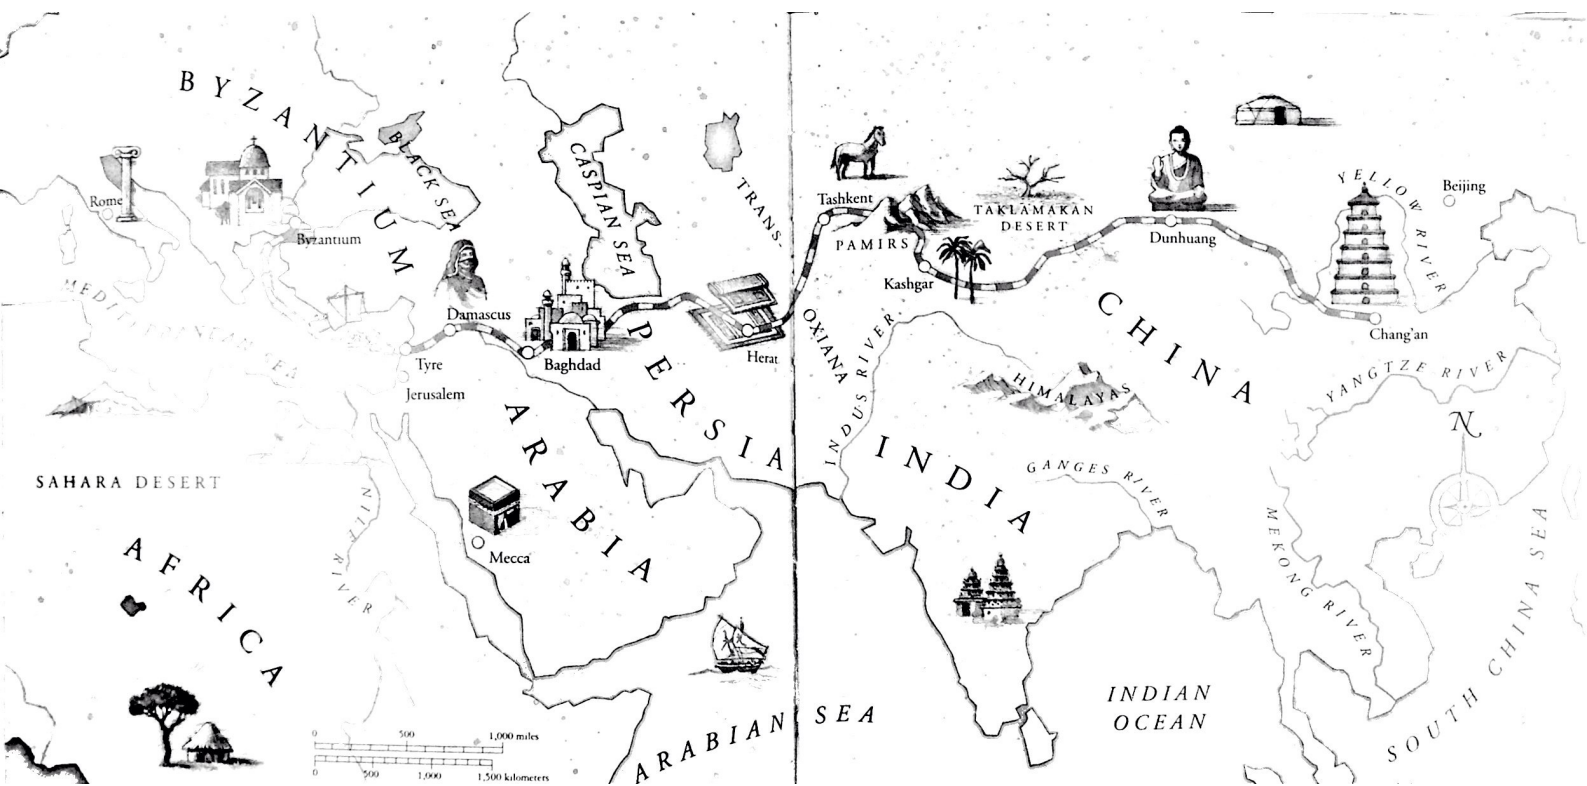 BYZANTIUM
BLACK SEA
CASPIAN SEA
TRANS-
OXIANA
Rome
Byzantium
MEDITERRANEAN SEA
Damascus
Tyre
Jerusalem
Baghdad
Herat
PERSIA
ARABIA
Mecca
SAHARA DESERT
AFRICA
NILE RIVER
0 500 1,000 miles
0 500 1,000 1,500 kilometers
ARABIAN SEA
Tashkent
PAMIRS
Kashgar
TAKLAMAKAN
DESERT
Dunhuang
YELLOW RIVER
Beijing
Chang'an
CHINA
YANGTZE RIVER
N
HIMALAYAS
INDUS RIVER
INDIA
GANGES RIVER
MEKONG RIVER
INDIAN
OCEAN
SOUTH CHINA SEA